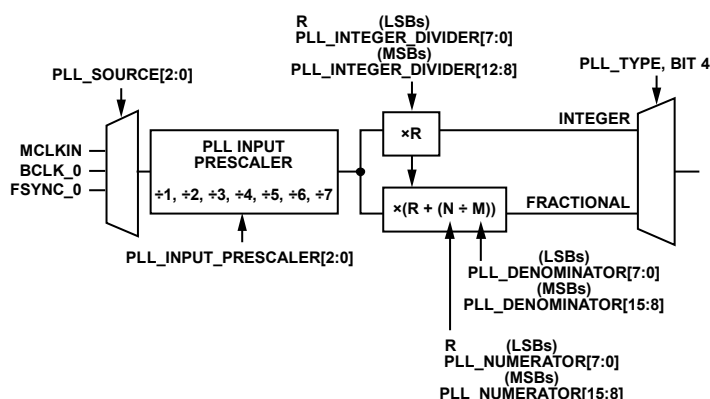 R (LSBs)
PLL_INTEGER_DIVIDER[7:0]
(MSBs)
PLL_INTEGER_DIVIDER[12:8]
PLL_SOURCE[2:0]
PLL_TYPE, BIT 4
MCLKIN
BCLK_0
FSYNC_0
PLL INPUT
PRESCALER
÷1, ÷2, ÷3, ÷4, ÷5, ÷6, ÷7
PLL_INPUT_PRESCALER[2:0]
×R
INTEGER
×(R + (N ÷ M))
FRACTIONAL
(LSBs)
PLL_DENOMINATOR[7:0]
(MSBs)
PLL_DENOMINATOR[15:8]
R (LSBs)
PLL_NUMERATOR[7:0]
(MSBs)
PLL_NUMERATOR[15:8]